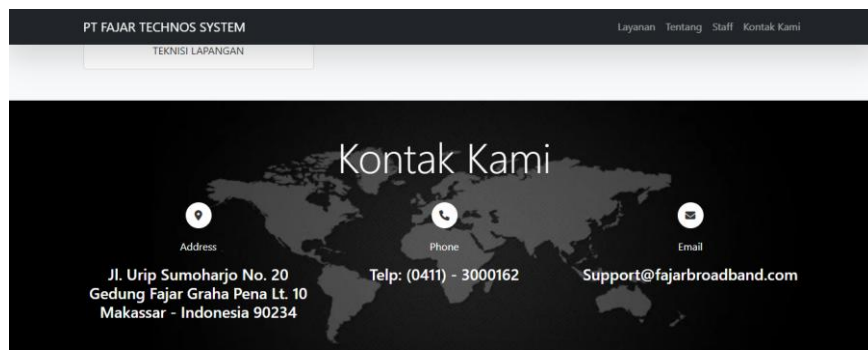 PT FAJAR TECHNOS SYSTEM
Layanan Tentang Staff Kontak Kami
TEKNISI LAPANGAN
Kontak Kami
Address
Jl. Urip Sumoharjo No. 20
Gedung Fajar Graha Pena Lt. 10
Makassar - Indonesia 90234
Phone
Telp: (0411) - 3000162
Email
Support@fajarbroadband.com